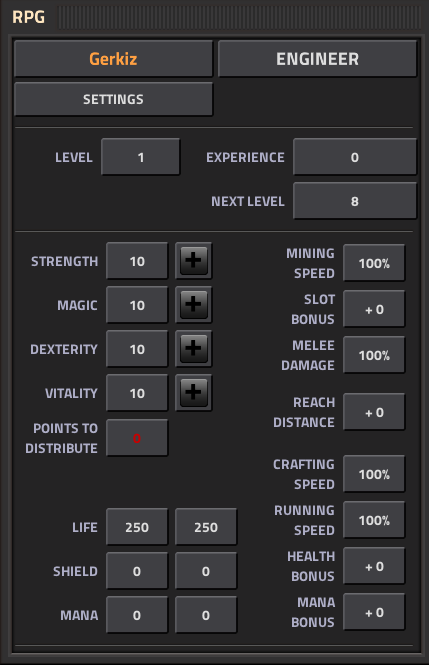 RPG
Gerkiz
ENGINEER
SETTINGS
LEVEL 1
EXPERIENCE 0
NEXT LEVEL 8
STRENGTH 10 +
MAGIC 10 +
DEXTERITY 10 +
VITALITY 10 +
POINTS TO
DISTRIBUTE 0
LIFE 250 250
SHIELD 0 0
MANA 0 0
MINING
SPEED 100%
SLOT
BONUS + 0
MELEE
DAMAGE 100%
REACH
DISTANCE + 0
CRAFTING
SPEED 100%
RUNNING
SPEED 100%
HEALTH
BONUS + 0
MANA
BONUS + 0